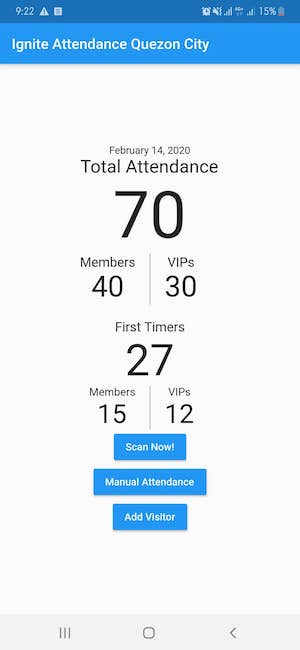 9:22 15%
Ignite Attendance Quezon City
February 14, 2020
Total Attendance
70
Members VIPs
40 30
First Timers
27
Members VIPs
15 12
Scan Now!
Manual Attendance
Add Visitor